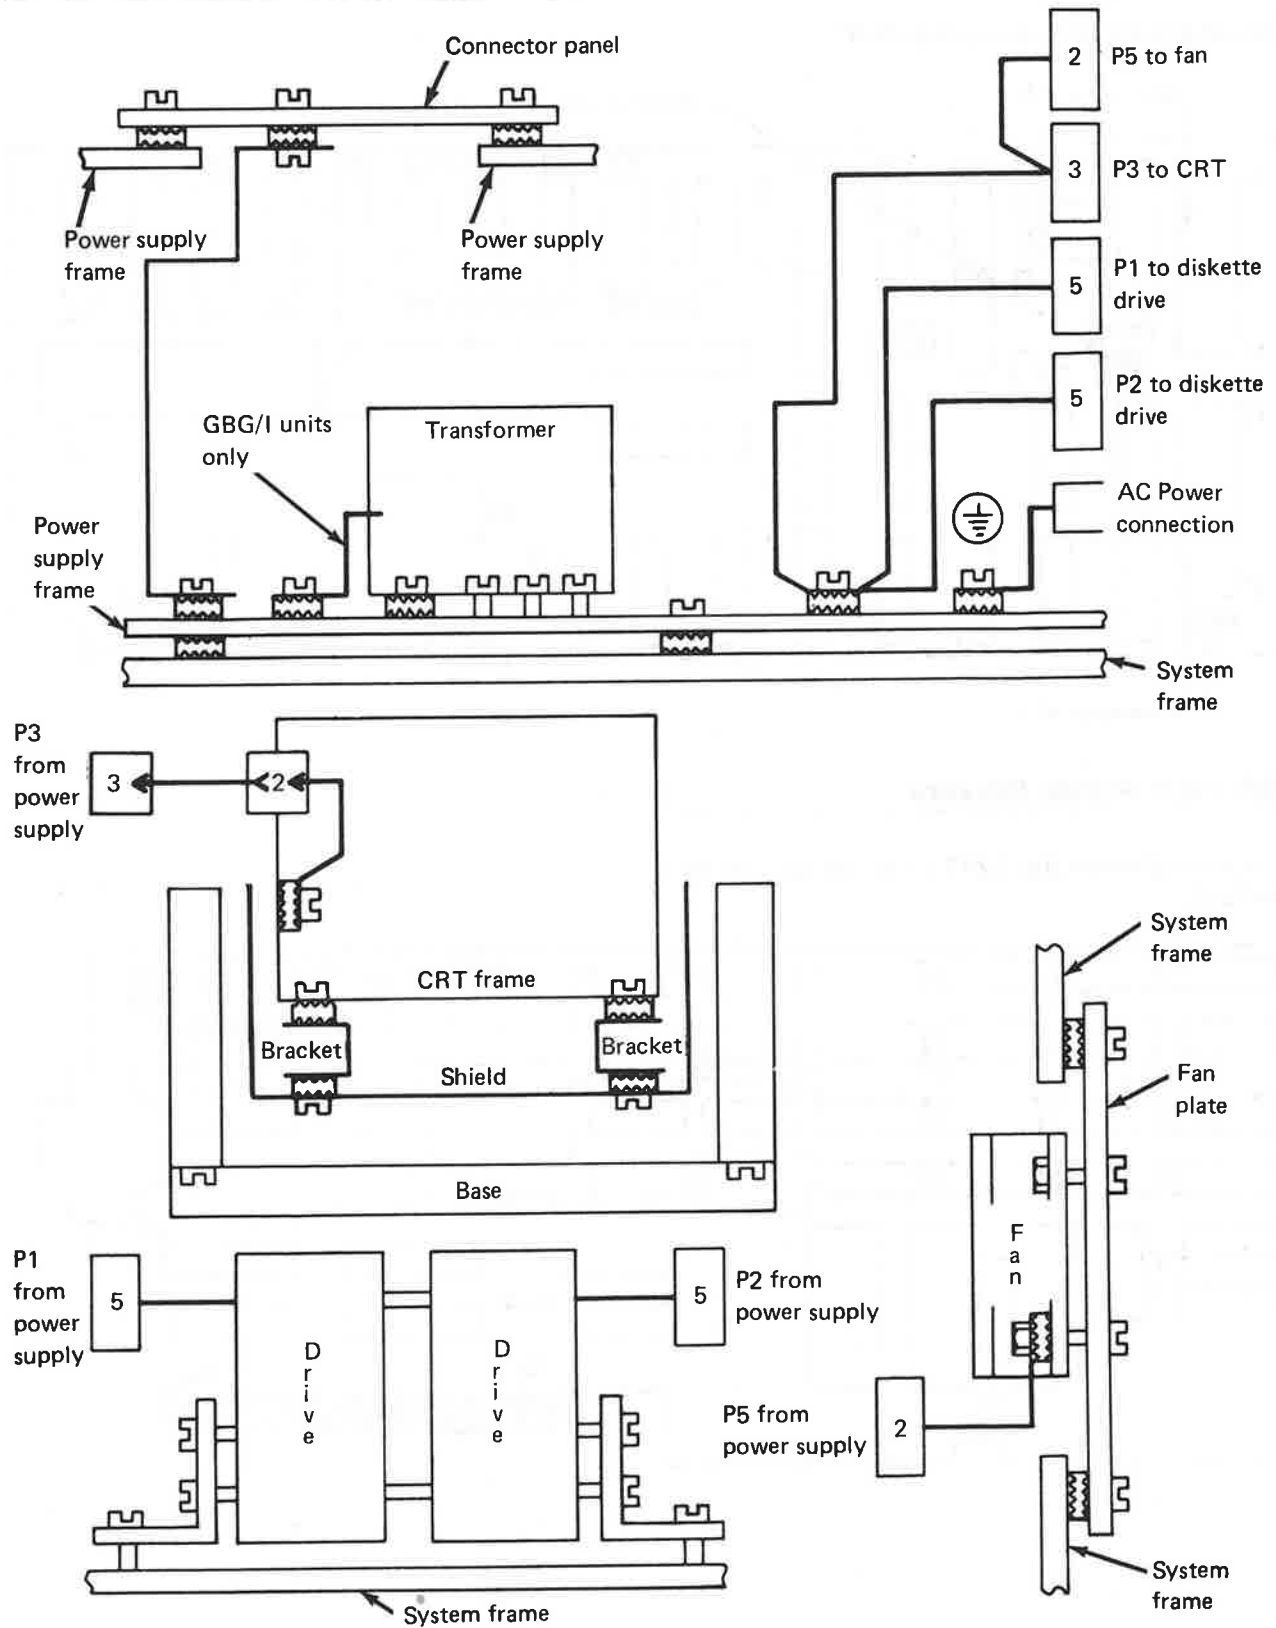 Connector panel
2
P5 to fan
3
P3 to CRT
Power supply
frame
Power supply
frame
5
P1 to diskette
drive
5
P2 to diskette
drive
GBG/I units
only
Transformer
AC Power
connection
Power
supply
frame
System
frame
P3
from
power
supply
3
2
CRT frame
Bracket
Bracket
Shield
Base
System
frame
Fan
plate
Fan
P1
from
power
supply
5
Drive
Drive
5
P2 from
power supply
P5 from
power supply
2
System frame
System
frame